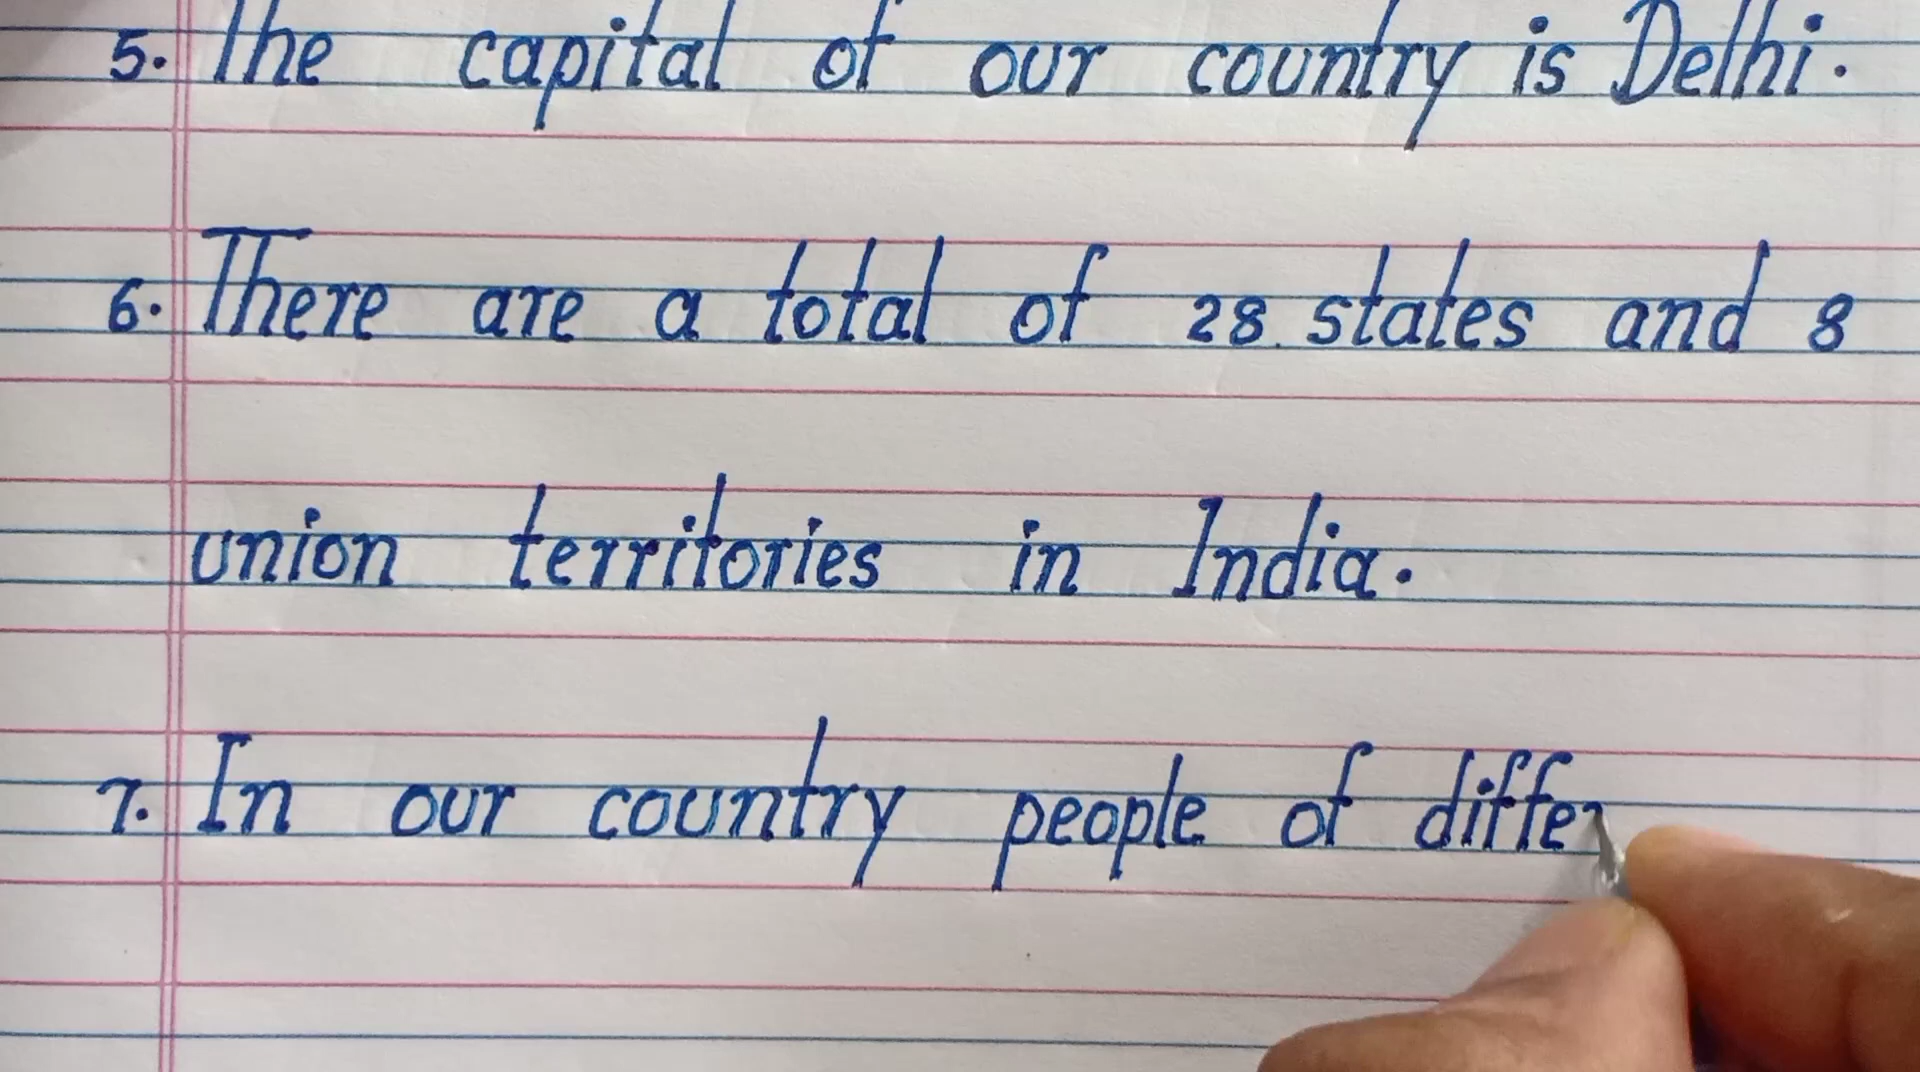 5. The capital of our country is Delhi.
6. There are a total of 28 states and 8
union territories in India.
7. In our country people of differ